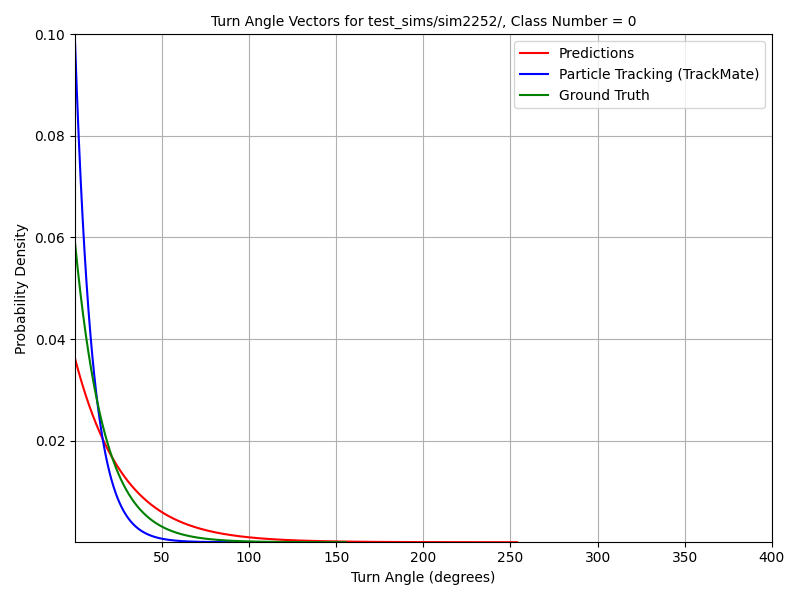 Turn Angle Vectors for test_sims/sim2252/, Class Number = 0
Predictions
Particle Tracking (TrackMate)
Ground Truth
Probability Density
0.10
0.08
0.06
0.04
0.02
50 100 150 200 250 300 350 400
Turn Angle (degrees)